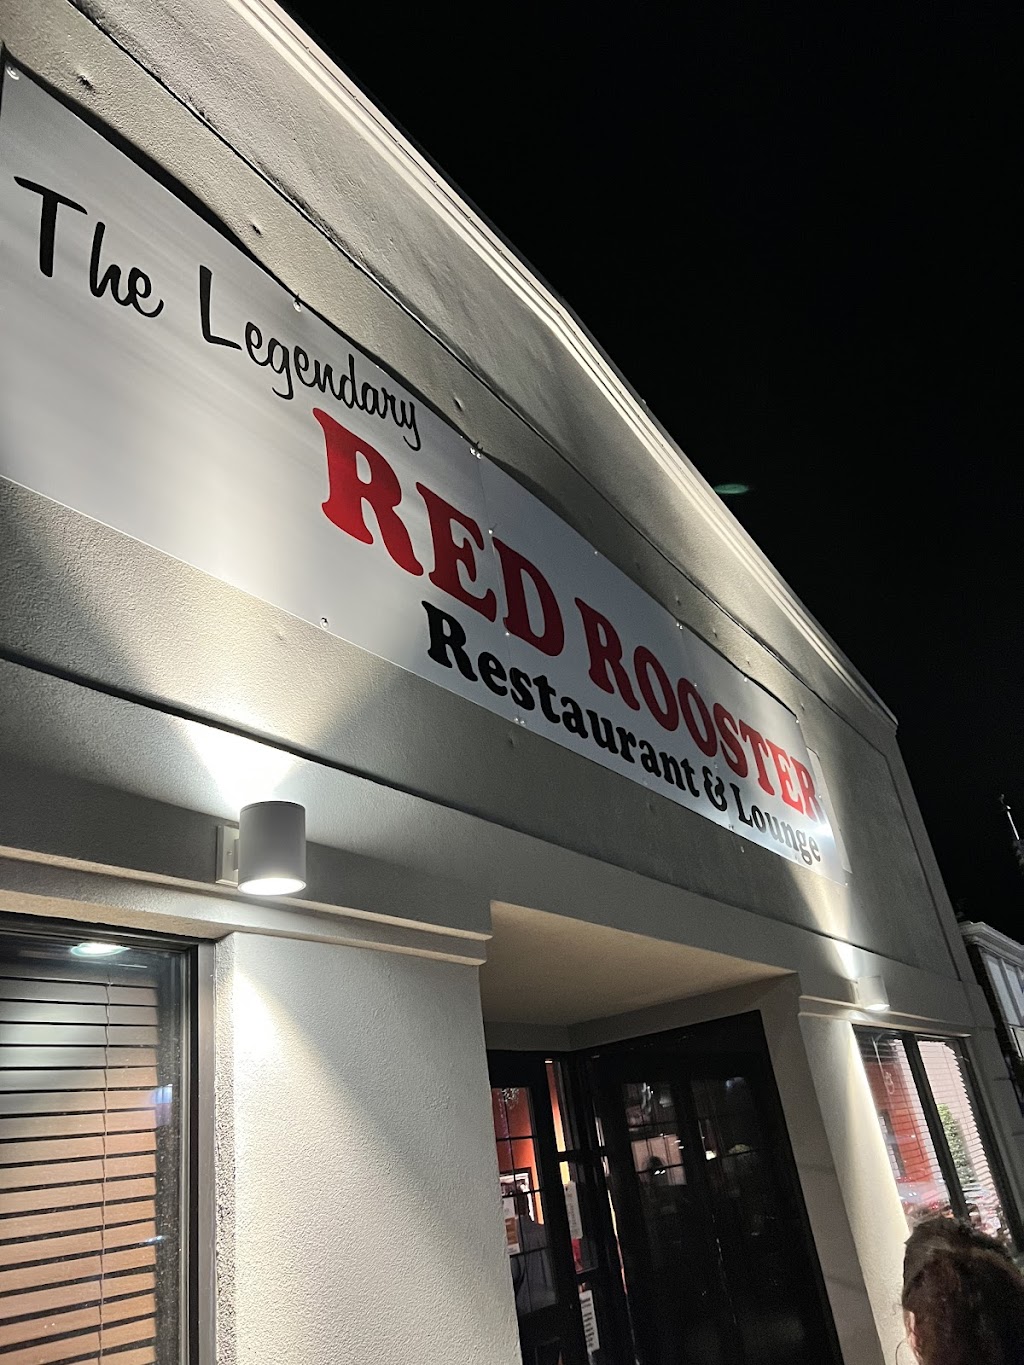 The Legendary
RED ROOSTER
Restaurant & Lounge